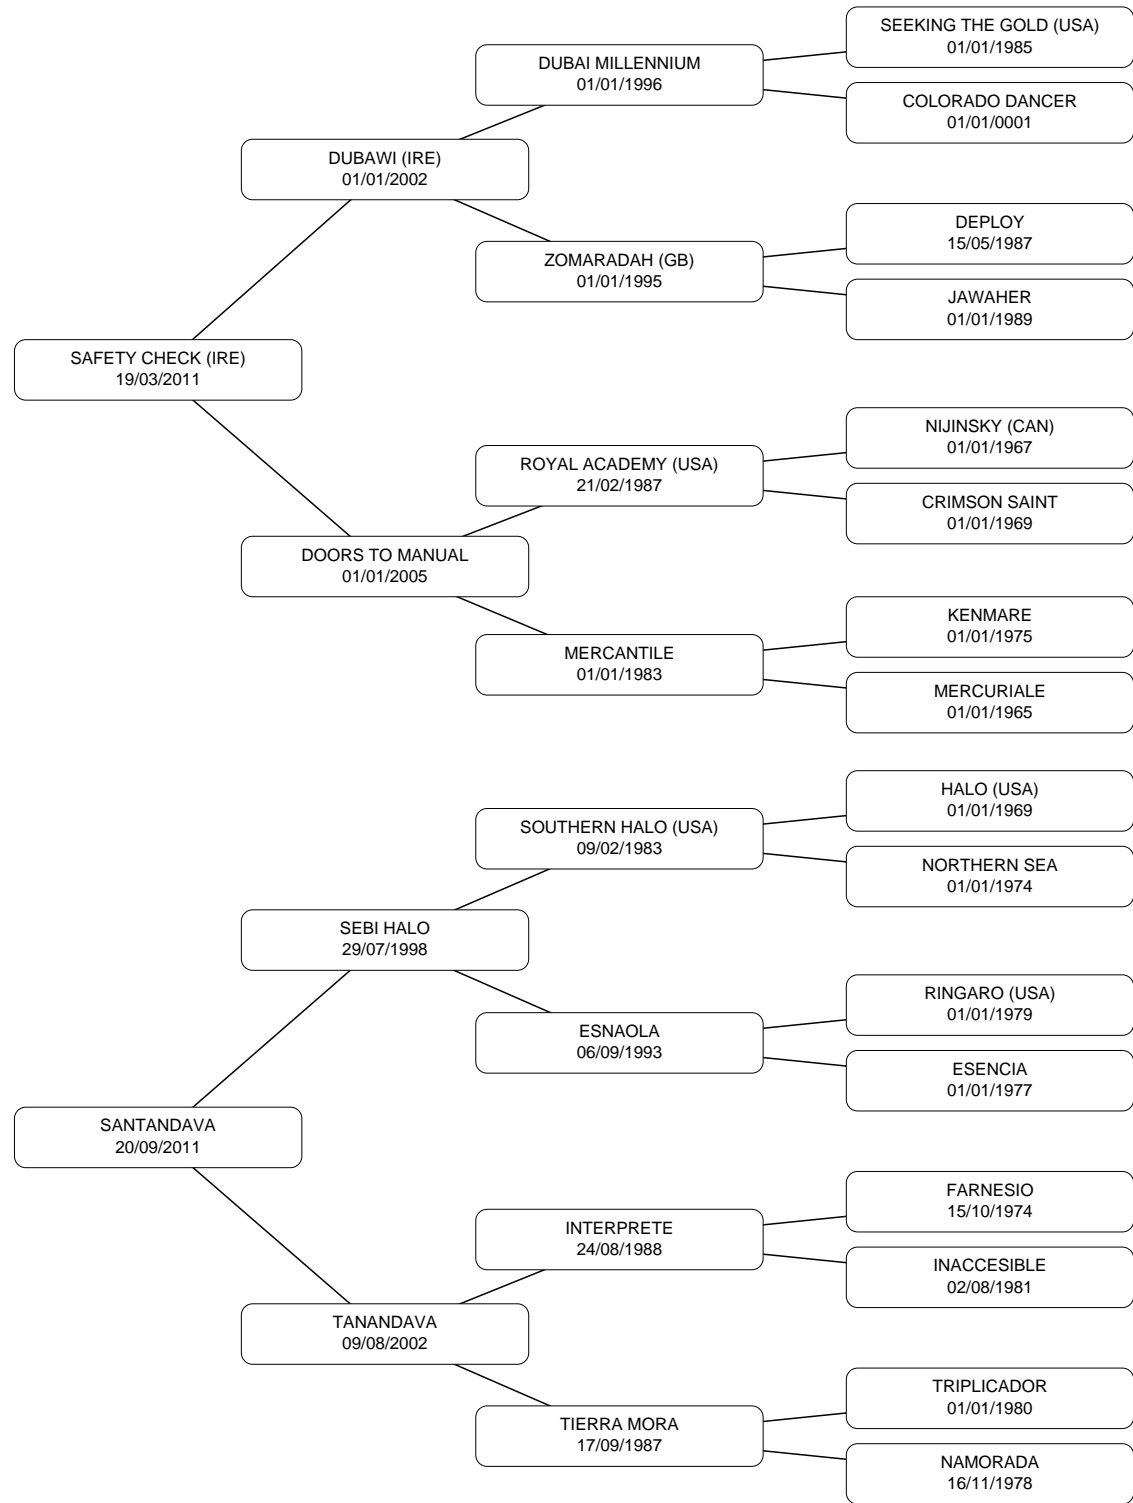 SEEKING THE GOLD (USA)
01/01/1985
DUBAI MILLENNIUM
01/01/1996
COLORADO DANCER
01/01/0001
DUBAWI (IRE)
01/01/2002
DEPLOY
15/05/1987
ZOMARADAH (GB)
01/01/1995
JAWAHER
01/01/1989
SAFETY CHECK (IRE)
19/03/2011
NIJINSKY (CAN)
01/01/1967
ROYAL ACADEMY (USA)
21/02/1987
CRIMSON SAINT
01/01/1969
DOORS TO MANUAL
01/01/2005
KENMARE
01/01/1975
MERCANTILE
01/01/1983
MERCURIALE
01/01/1965
HALO (USA)
01/01/1969
SOUTHERN HALO (USA)
09/02/1983
NORTHERN SEA
01/01/1974
SEBI HALO
29/07/1998
RINGARO (USA)
01/01/1979
ESNAOLA
06/09/1993
ESENCIA
01/01/1977
SANTANDAVA
20/09/2011
FARNESIO
15/10/1974
INTERPRETE
24/08/1988
INACCESIBLE
02/08/1981
TANANDAVA
09/08/2002
TRIPLICADOR
01/01/1980
TIERRA MORA
17/09/1987
NAMORADA
16/11/1978